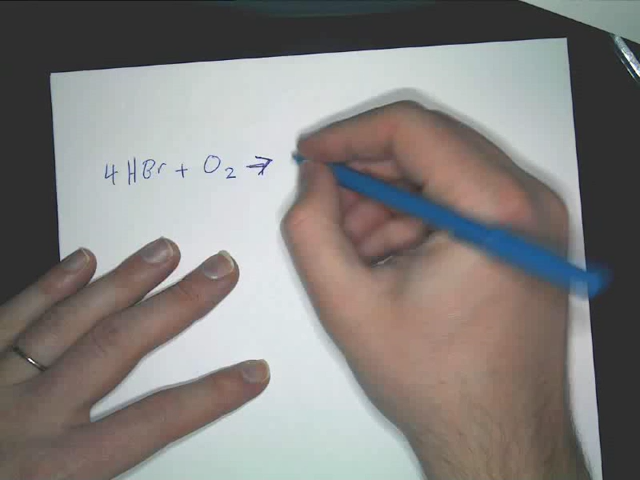 4HBr + O₂ →